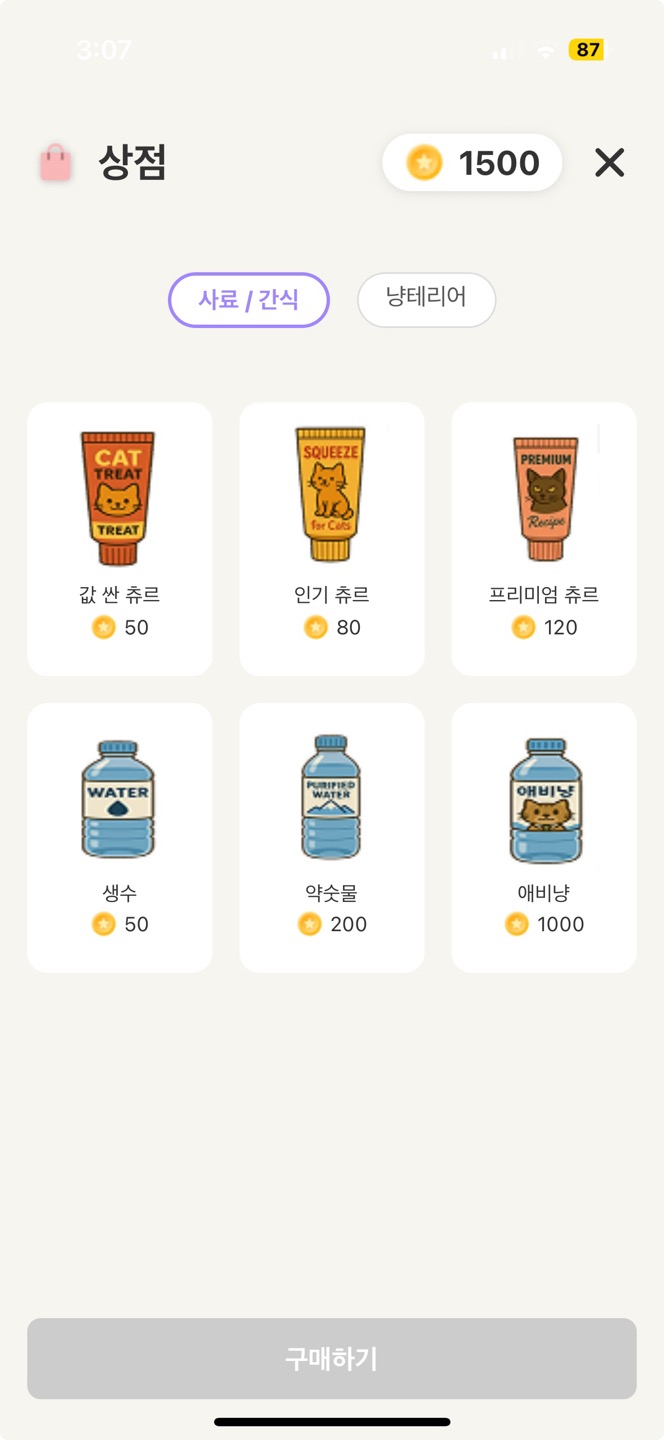 3:07
87
상점
1500
사료 / 간식
냥테리어
CAT
TREAT
TREAT
값 싼 츄르
50
SQUEEZE
for Cats
인기 츄르
80
PREMIUM
Recipe
프리미엄 츄르
120
WATER
생수
50
PURIFIED
WATER
약숫물
200
애비냥
애비냥
1000
구매하기